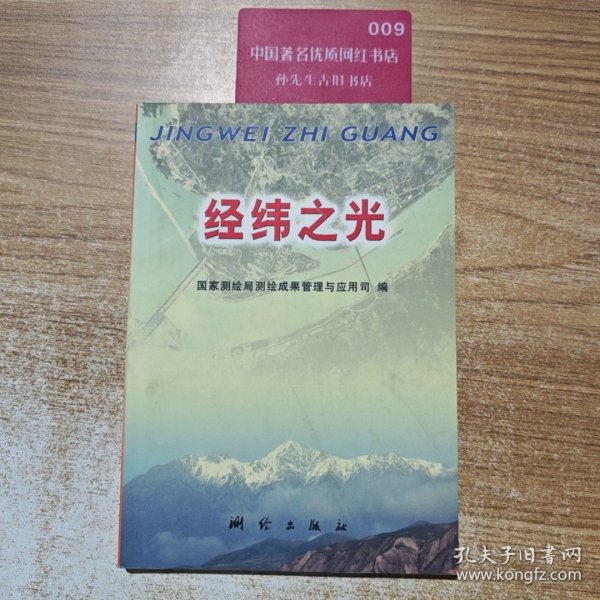 009
中国著名优质网红书店
孙先生古旧书店
JINGWEI ZHI GUANG
经纬之光
国家测绘局测绘成果管理与应用司 编
测绘出版社
孔夫子旧书网
www.kongfz.com